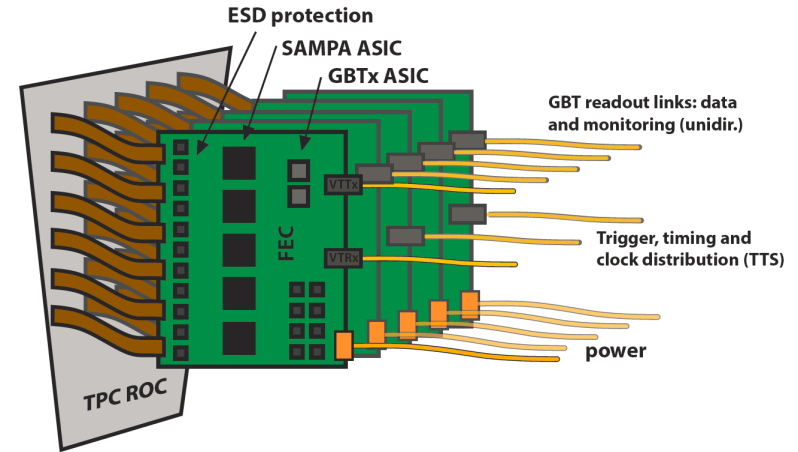 ESD protection
SAMPA ASIC
GBTx ASIC
GBT readout links: data
and monitoring (unidir.)
VTTx
FEC
VTRx
Trigger, timing and
clock distribution (TTS)
power
TPC ROC